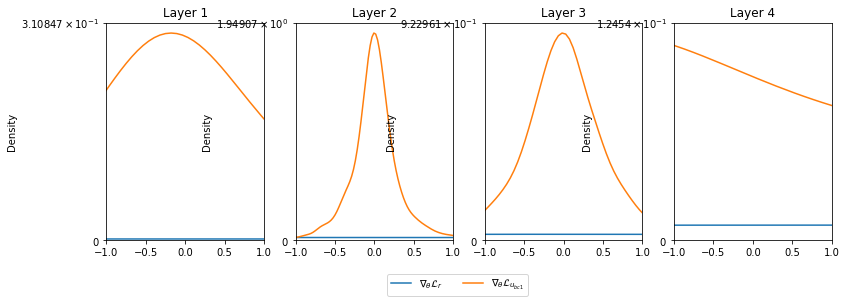 Layer 1 Layer 2 Layer 3 Layer 4
3.10847 × 10⁻¹ 1.94907 × 10⁰ 9.22961 × 10⁻¹ 1.2454 × 10⁻¹
Density Density Density Density
0 0 0 0
−1.0 −0.5 0.0 0.5 1.0 −1.0 −0.5 0.0 0.5 1.0 −1.0 −0.5 0.0 0.5 1.0 −1.0 −0.5 0.0 0.5 1.0
∇θℒr ∇θℒu_bc1